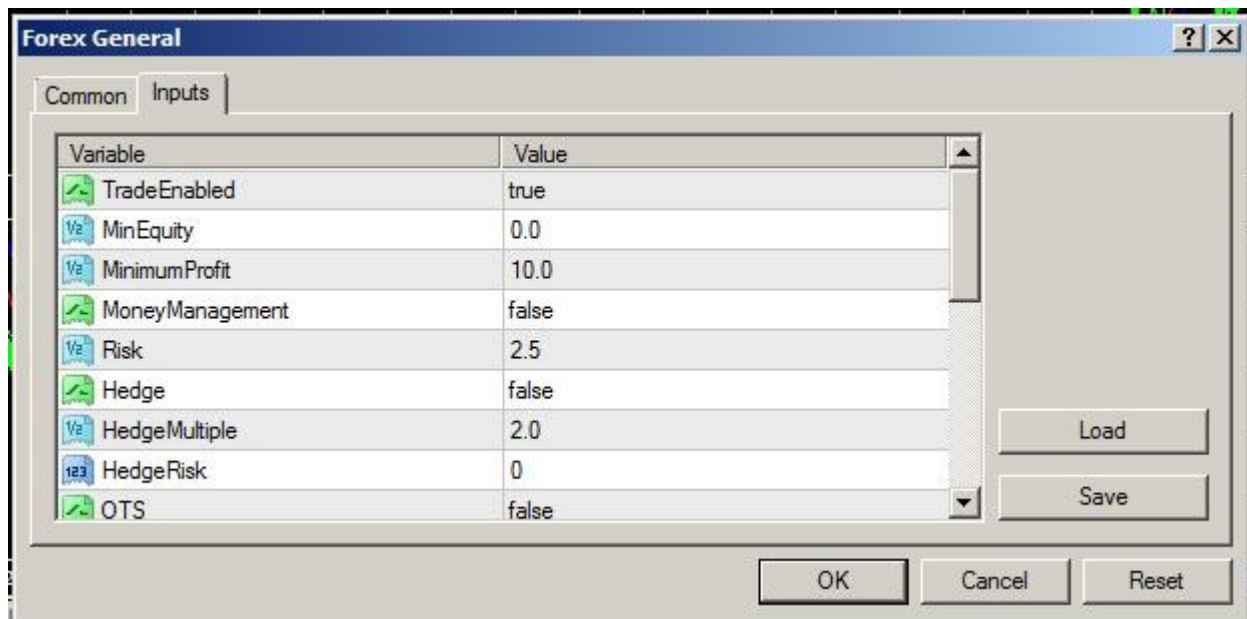 Forex General
Common Inputs
Variable Value
TradeEnabled true
MinEquity 0.0
MinimumProfit 10.0
MoneyManagement false
Risk 2.5
Hedge false
HedgeMultiple 2.0
HedgeRisk 0
OTS false
Load
Save
OK Cancel Reset